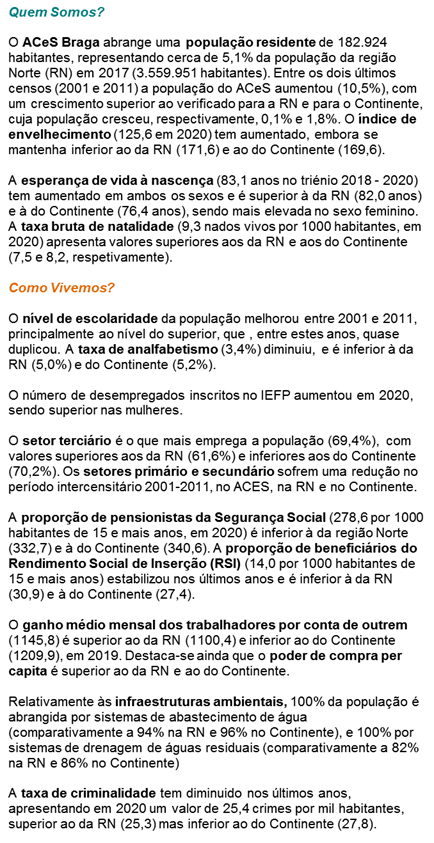 Quem Somos?
O ACeS Braga abrange uma população residente de 182.924
habitantes, representando cerca de 5,1% da população da região
Norte (RN) em 2017 (3.559.951 habitantes). Entre os dois últimos
censos (2001 e 2011) a população do ACeS aumentou (10,5%), com
um crescimento superior ao verificado para a RN e para o Continente,
cuja população cresceu, respectivamente, 0,1% e 1,8%. O índice de
envelhecimento (125,6 em 2020) tem aumentado, embora se
mantenha inferior ao da RN (171,6) e ao do Continente (169,6).
A esperança de vida à nascença (83,1 anos no triénio 2018 - 2020)
tem aumentado em ambos os sexos e é superior à da RN (82,0 anos)
e à do Continente (76,4 anos), sendo mais elevada no sexo feminino.
A taxa bruta de natalidade (9,3 nados vivos por 1000 habitantes, em
2020) apresenta valores superiores aos da RN e aos do Continente
(7,5 e 8,2, respetivamente).
Como Vivemos?
O nível de escolaridade da população melhorou entre 2001 e 2011,
principalmente ao nível do superior, que , entre estes anos, quase
duplicou. A taxa de analfabetismo (3,4%) diminuiu, e é inferior à da
RN (5,0%) e do Continente (5,2%).
O número de desempregados inscritos no IEFP aumentou em 2020,
sendo superior nas mulheres.
O setor terciário é o que mais emprega a população (69,4%), com
valores superiores aos da RN (61,6%) e inferiores aos do Continente
(70,2%). Os setores primário e secundário sofrem uma redução no
período intercensitário 2001-2011, no ACES, na RN e no Continente.
A proporção de pensionistas da Segurança Social (278,6 por 1000
habitantes de 15 e mais anos, em 2020) é inferior à da região Norte
(332,7) e à do Continente (340,6). A proporção de beneficiários do
Rendimento Social de Inserção (RSI) (14,0 por 1000 habitantes de
15 e mais anos) estabilizou nos últimos anos e é inferior à da RN
(30,9) e à do Continente (27,4).
O ganho médio mensal dos trabalhadores por conta de outrem
(1145,8) é superior ao da RN (1100,4) e inferior ao do Continente
(1209,9), em 2019. Destaca-se ainda que o poder de compra per
capita é superior ao da RN e ao do Continente.
Relativamente às infraestruturas ambientais, 100% da população é
abrangida por sistemas de abastecimento de água
(comparativamente a 94% na RN e 96% no Continente), e 100% por
sistemas de drenagem de águas residuais (comparativamente a 82%
na RN e 86% no Continente)
A taxa de criminalidade tem diminuido nos últimos anos,
apresentando em 2020 um valor de 25,4 crimes por mil habitantes,
superior ao da RN (25,3) mas inferior ao do Continente (27,8).